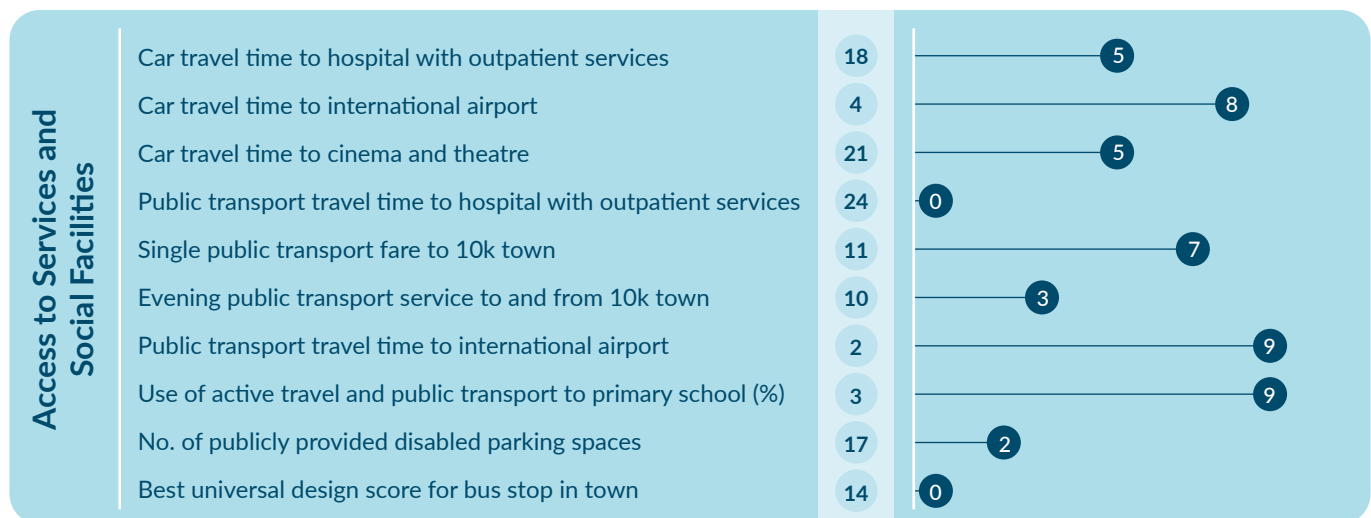 Access to Services and
Social Facilities
Car travel time to hospital with outpatient services 18 5
Car travel time to international airport 4 8
Car travel time to cinema and theatre 21 5
Public transport travel time to hospital with outpatient services 24 0
Single public transport fare to 10k town 11 7
Evening public transport service to and from 10k town 10 3
Public transport travel time to international airport 2 9
Use of active travel and public transport to primary school (%) 3 9
No. of publicly provided disabled parking spaces 17 2
Best universal design score for bus stop in town 14 0